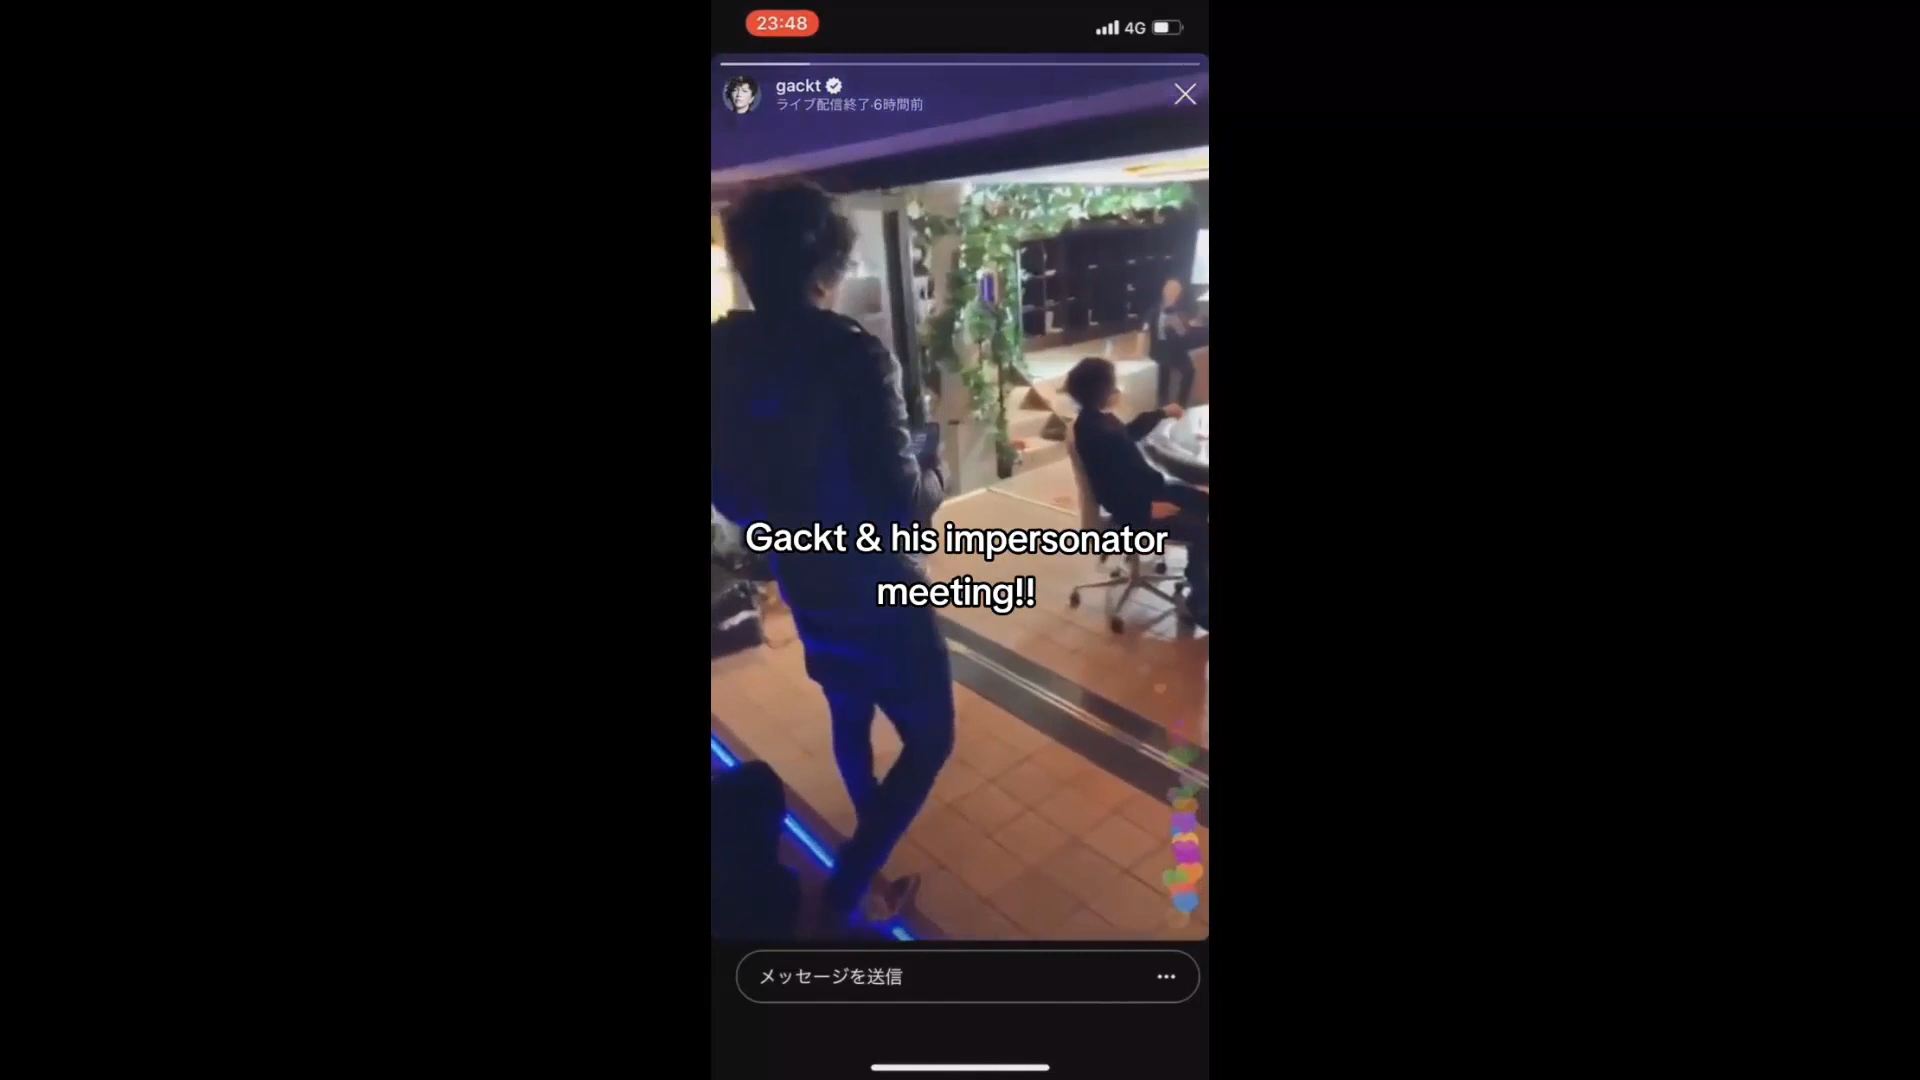 23:48
4G
gackt
ライブ配信終了·6時間前
Gackt & his impersonator
meeting!!
メッセージを送信